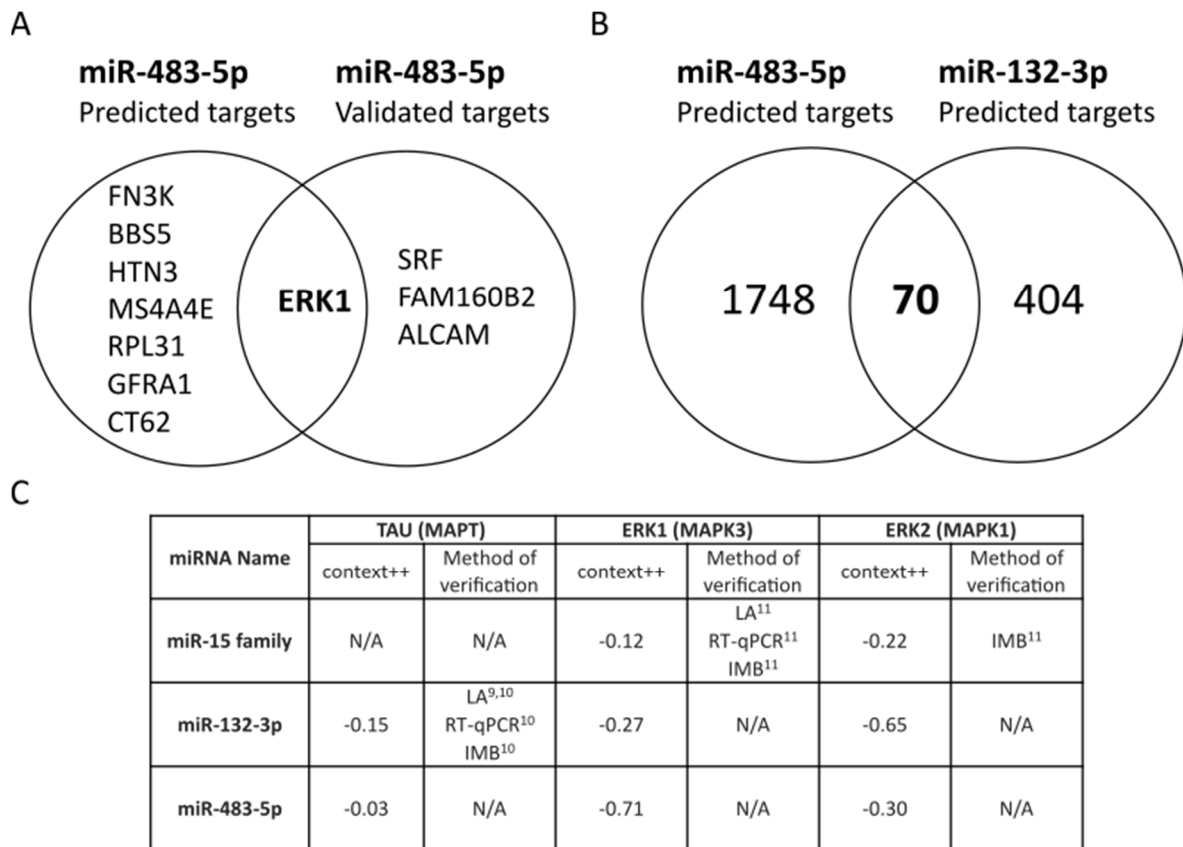 A
B
miR-483-5p
Predicted targets
miR-483-5p
Validated targets
miR-483-5p
Predicted targets
miR-132-3p
Predicted targets
FN3K
BBS5
HTN3
MS4A4E
RPL31
GFRA1
CT62
ERK1
SRF
FAM160B2
ALCAM
1748
70
404
C
miRNA Name
TAU (MAPT)
ERK1 (MAPK3)
ERK2 (MAPK1)
context++
Method of
verification
context++
Method of
verification
context++
Method of
verification
miR-15 family
N/A
N/A
-0.12
LA¹¹
RT-qPCR¹¹
IMB¹¹
-0.22
IMB¹¹
miR-132-3p
-0.15
LA⁹,¹⁰
RT-qPCR¹⁰
IMB¹⁰
-0.27
N/A
-0.65
N/A
miR-483-5p
-0.03
N/A
-0.71
N/A
-0.30
N/A